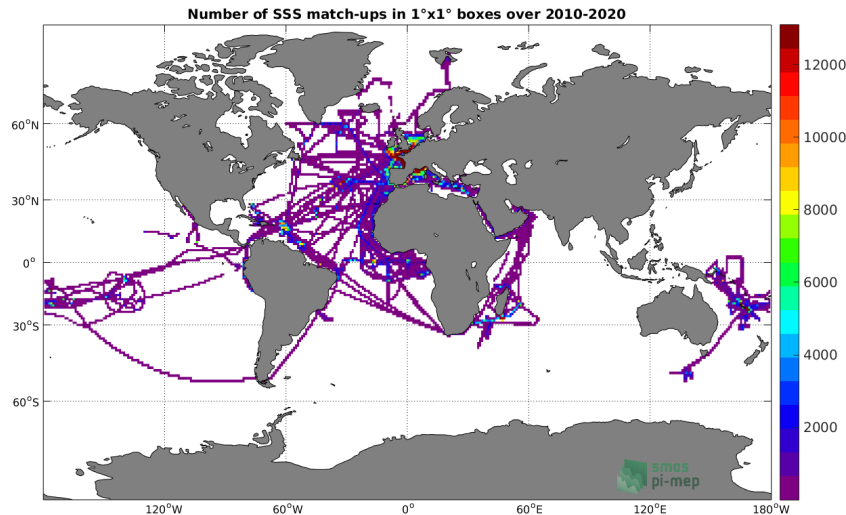 Number of SSS match-ups in 1°x1° boxes over 2010-2020
60°N
30°N
0°
30°S
60°S
120°W
60°W
0°
60°E
120°E
180°W
12000
10000
8000
6000
4000
2000
smos
pi-mep